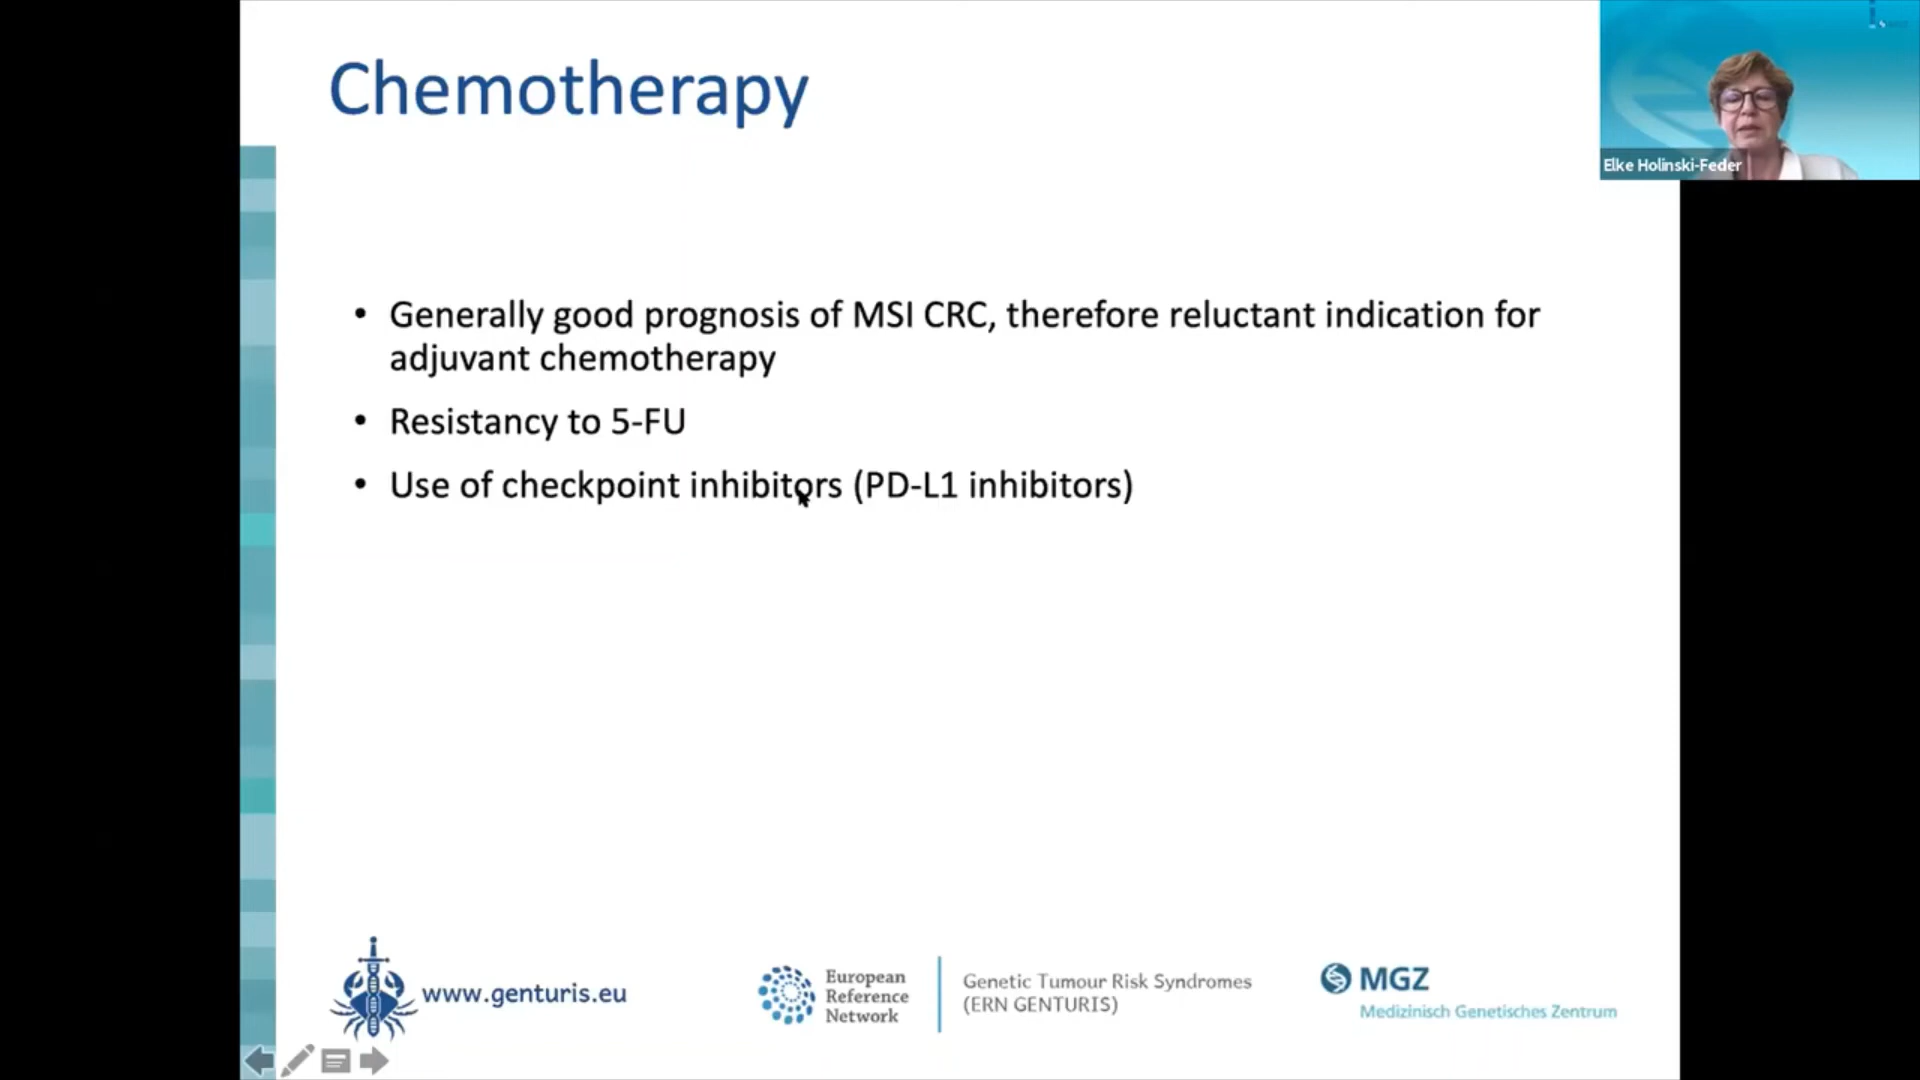 Chemotherapy
Elke Holinski-Feder
• Generally good prognosis of MSI CRC, therefore reluctant indication for
adjuvant chemotherapy
• Resistancy to 5-FU
• Use of checkpoint inhibitors (PD-L1 inhibitors)
www.genturis.eu
European
Reference
Network
Genetic Tumour Risk Syndromes
(ERN GENTURIS)
MGZ
Medizinisch Genetisches Zentrum